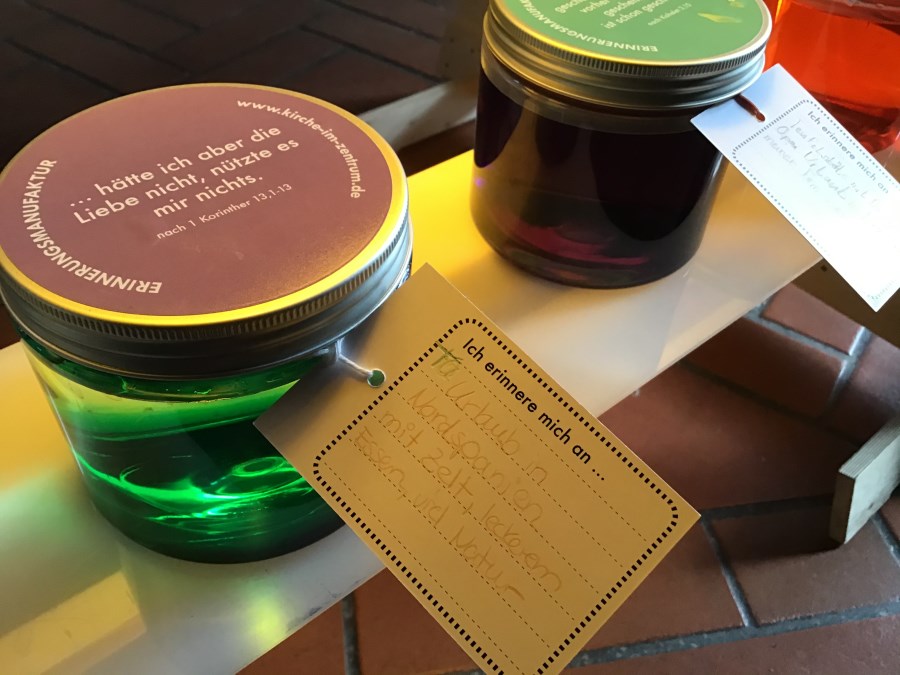 www.kirche-im-zentrum.de
... hätte ich aber die
Liebe nicht, nützte es
mir nichts.
nach 1 Korinther 13,1-13
ERINNERUNGSMANUFAKTUR
Ich erinnere mich an ...
Urlaub in
Nordspanien
mit Zelt, leckerem
Essen, viel Natur
ist schon
ERINNERUNGSMANUFAKTUR
Ich erinnere mich an